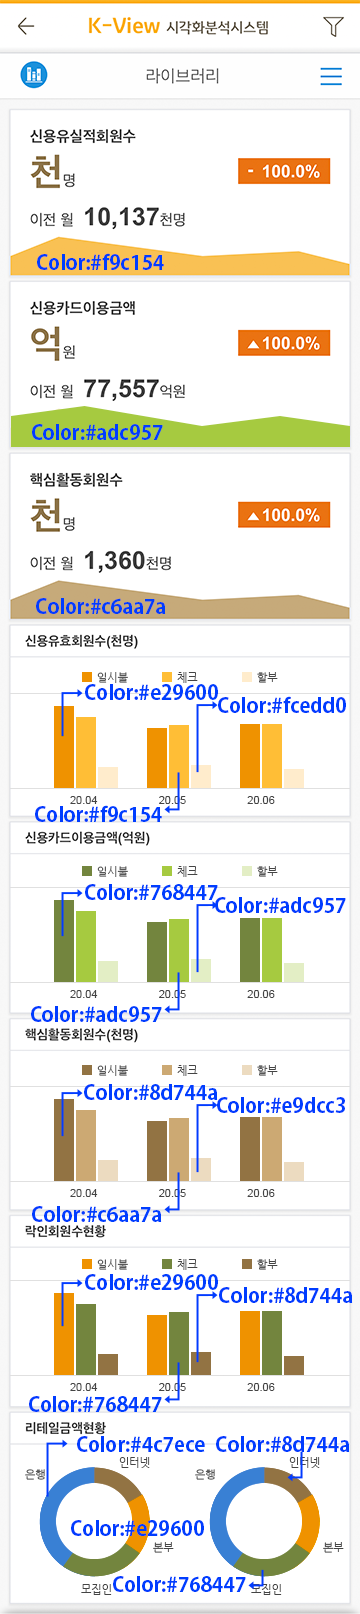 K-View 시각화분석시스템
라이브러리
신용유실적회원수
천명
- 100.0%
이전 월 10,137천명
Color:#f9c154
신용카드이용금액
억원
▲100.0%
이전 월 77,557억원
Color:#adc957
핵심활동회원수
천명
▲100.0%
이전 월 1,360천명
Color:#c6aa7a
신용유효회원수(천명)
일시불 체크 할부
Color:#e29600
Color:#fcedd0
20.04 20.05 20.06
Color:#f9c154
신용카드이용금액(억원)
일시불 체크 할부
Color:#768447
Color:#adc957
20.04 20.05 20.06
Color:#adc957
핵심활동회원수(천명)
일시불 체크 할부
Color:#8d744a
Color:#e9dcc3
20.04 20.05 20.06
Color:#c6aa7a
락인회원수현황
일시불 체크 할부
Color:#e29600
Color:#8d744a
20.04 20.05 20.06
Color:#768447
리테일금액현황
Color:#4c7ece Color:#8d744a
인터넷 인터넷
은행 은행
Color:#e29600
본부 본부
모집인 Color:#768447 모집인